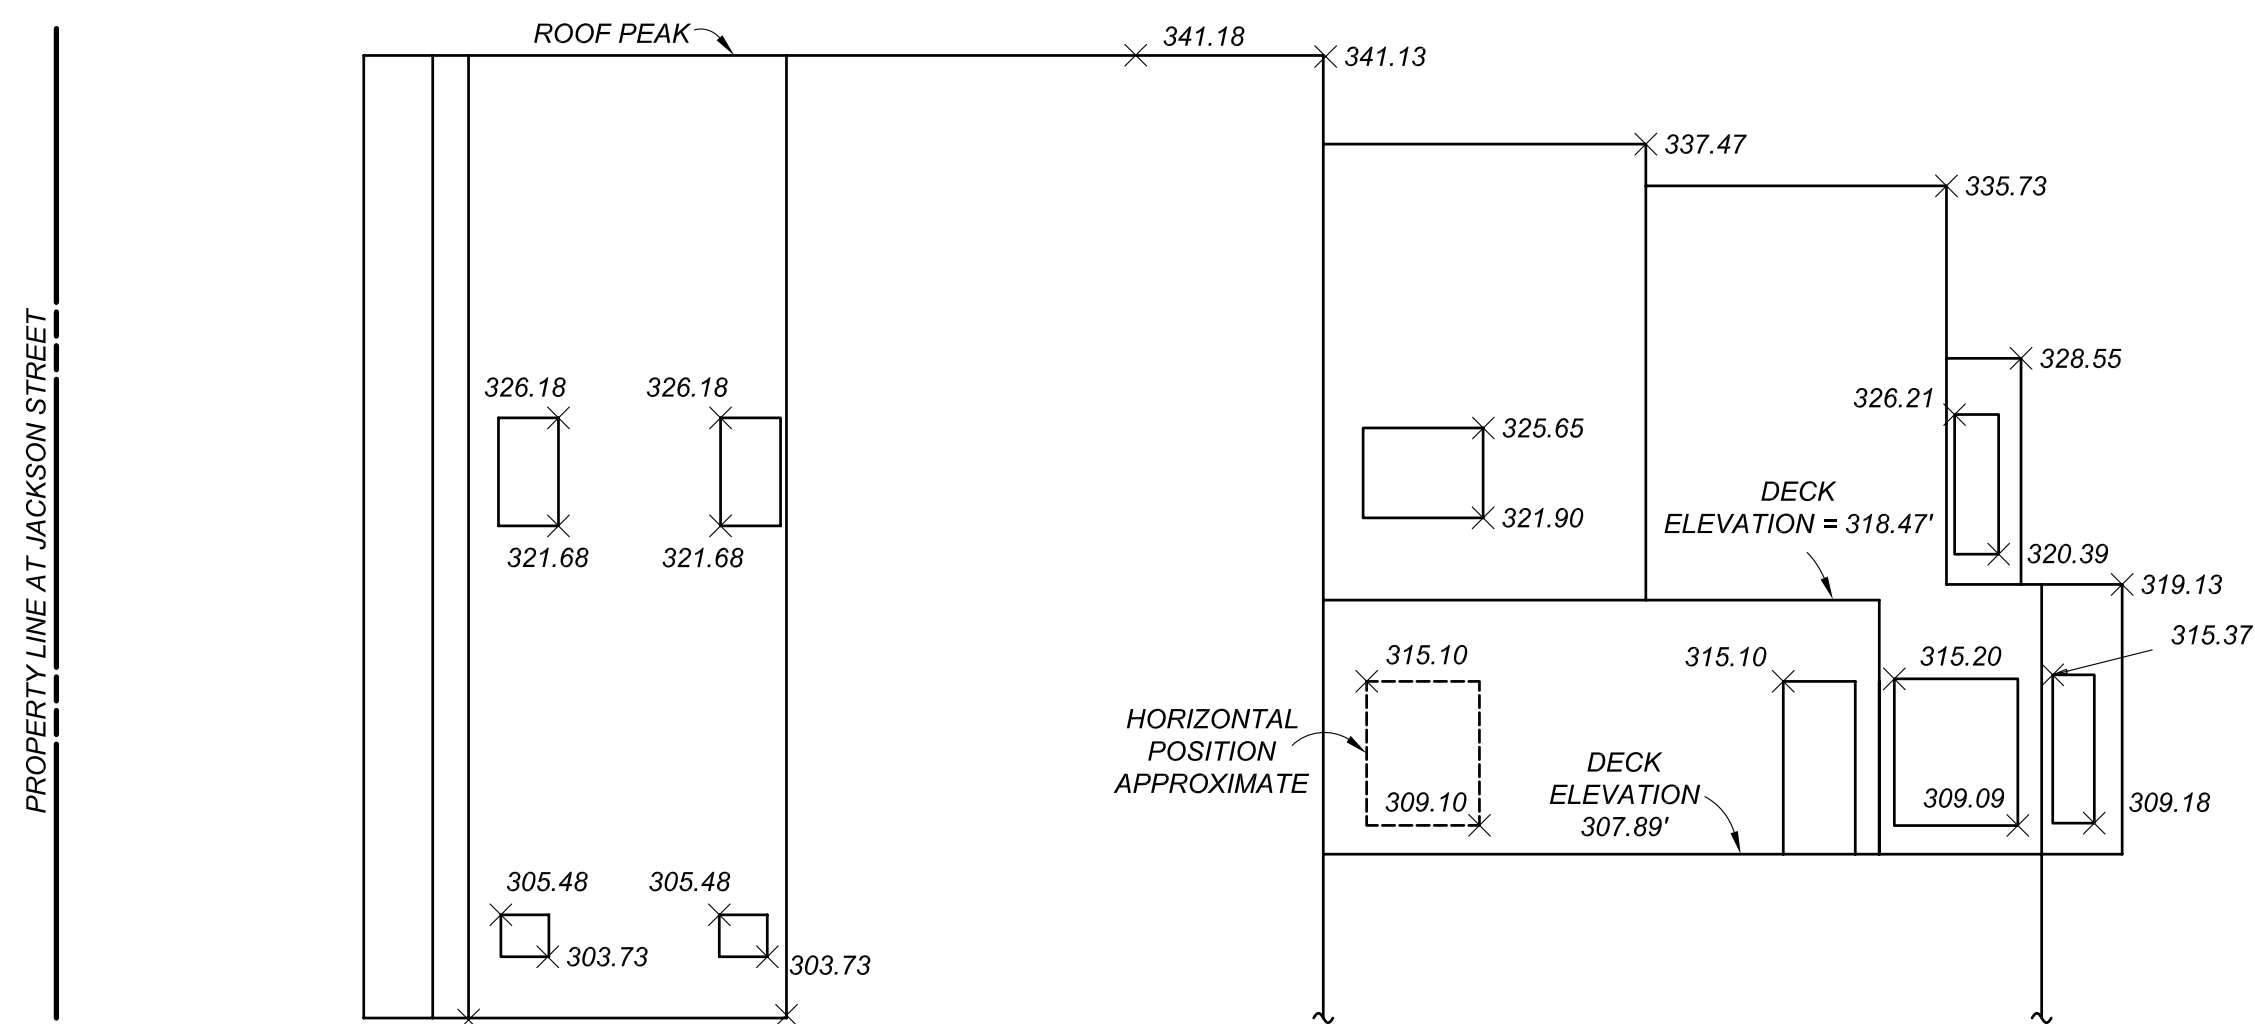 ROOF PEAK
341.18
341.13
337.47
335.73
328.55
326.18
326.18
326.21
325.65
321.90
DECK
ELEVATION = 318.47'
320.39
321.68
321.68
319.13
315.37
315.10
315.10
315.20
HORIZONTAL
POSITION
APPROXIMATE
DECK
ELEVATION
307.89'
309.10
309.09
309.18
305.48
305.48
303.73
303.73
PROPERTY LINE AT JACKSON STREET